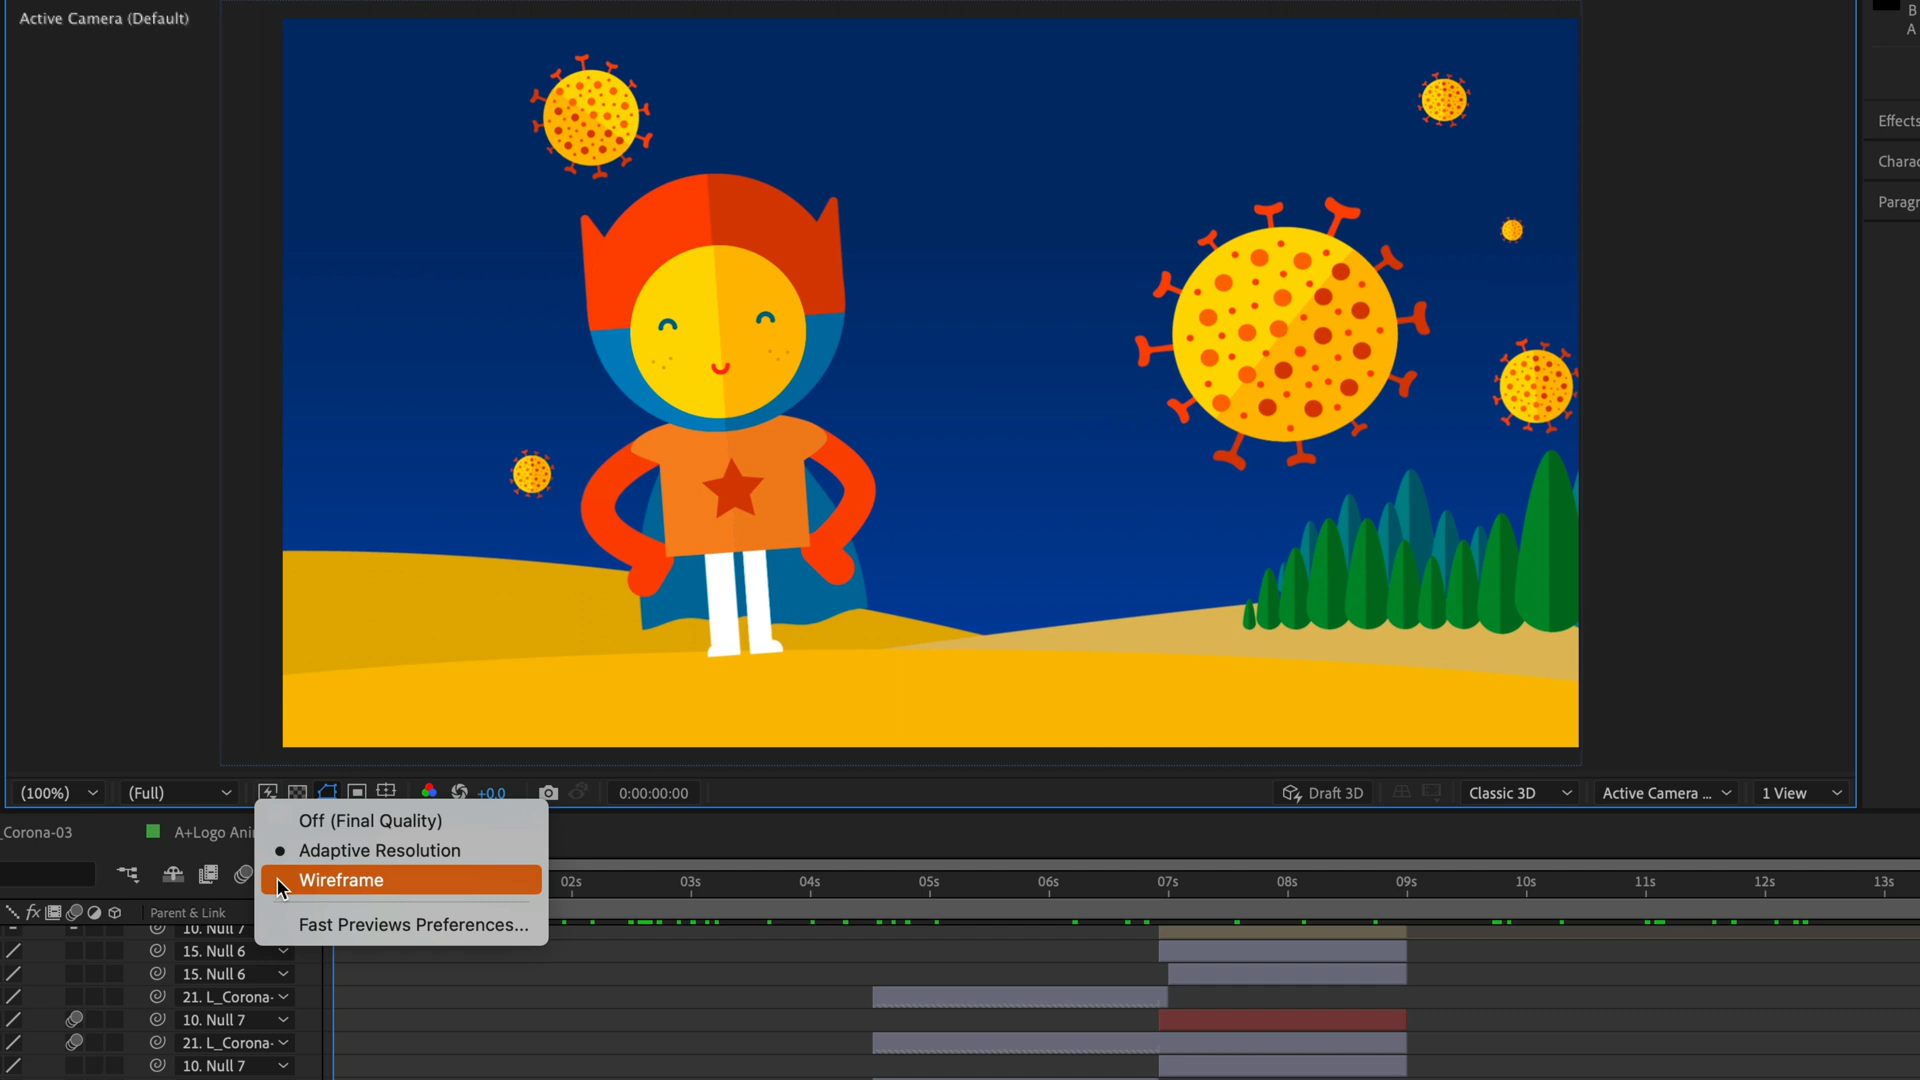 Active Camera (Default)
B
A
Effects
Charac
Paragr
(100%) (Full) +0.0 0:00:00:00 Draft 3D Classic 3D Active Camera ... 1 View
_Corona-03 A+Logo Ani
Off (Final Quality)
Adaptive Resolution
Wireframe
Fast Previews Preferences...
02s 03s 04s 05s 06s 07s 08s 09s 10s 11s 12s 13s
fx Parent & Link
10. Null 7
15. Null 6
15. Null 6
21. L_Corona-
10. Null 7
21. L_Corona-
10. Null 7